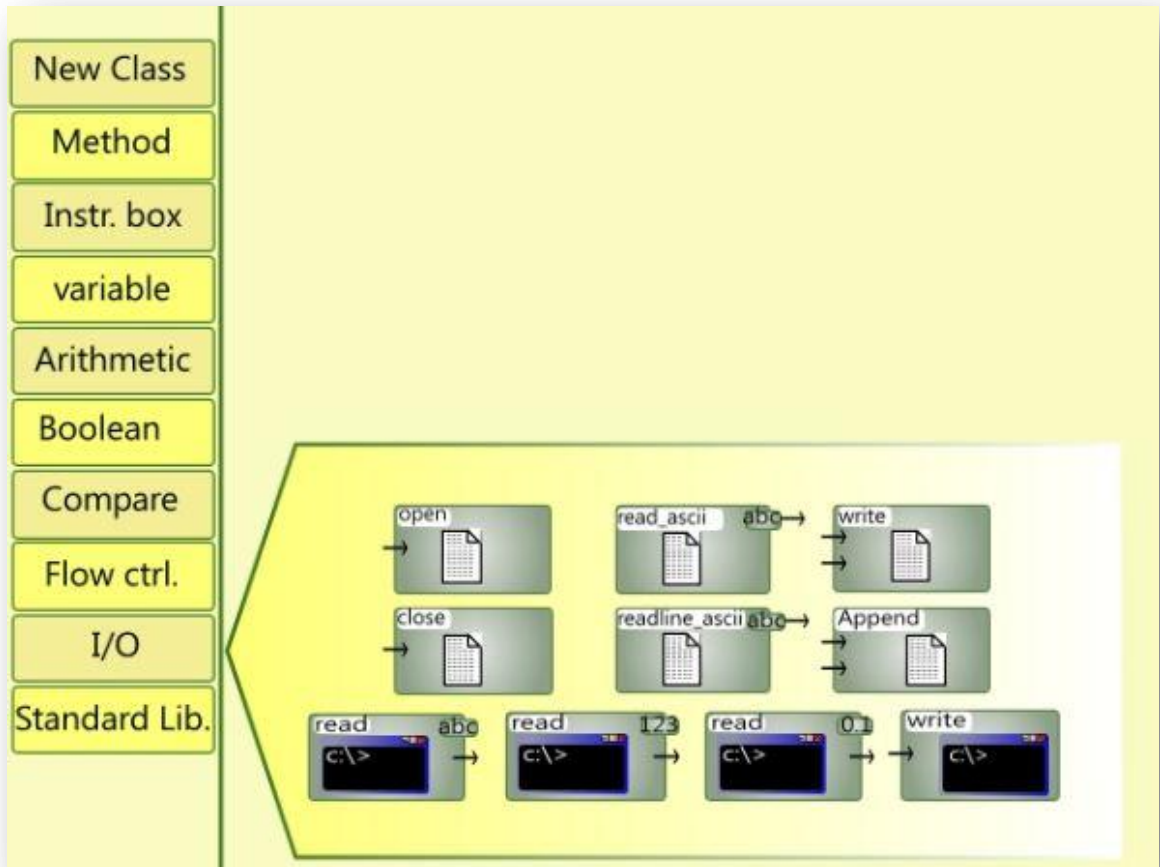 New Class
Method
Instr. box
variable
Arithmetic
Boolean
Compare
Flow ctrl.
I/O
Standard Lib.
open
read_ascii abc
write
close
readline_ascii abc
Append
read abc
read 123
read 0.1
write
c:\>
c:\>
c:\>
c:\>